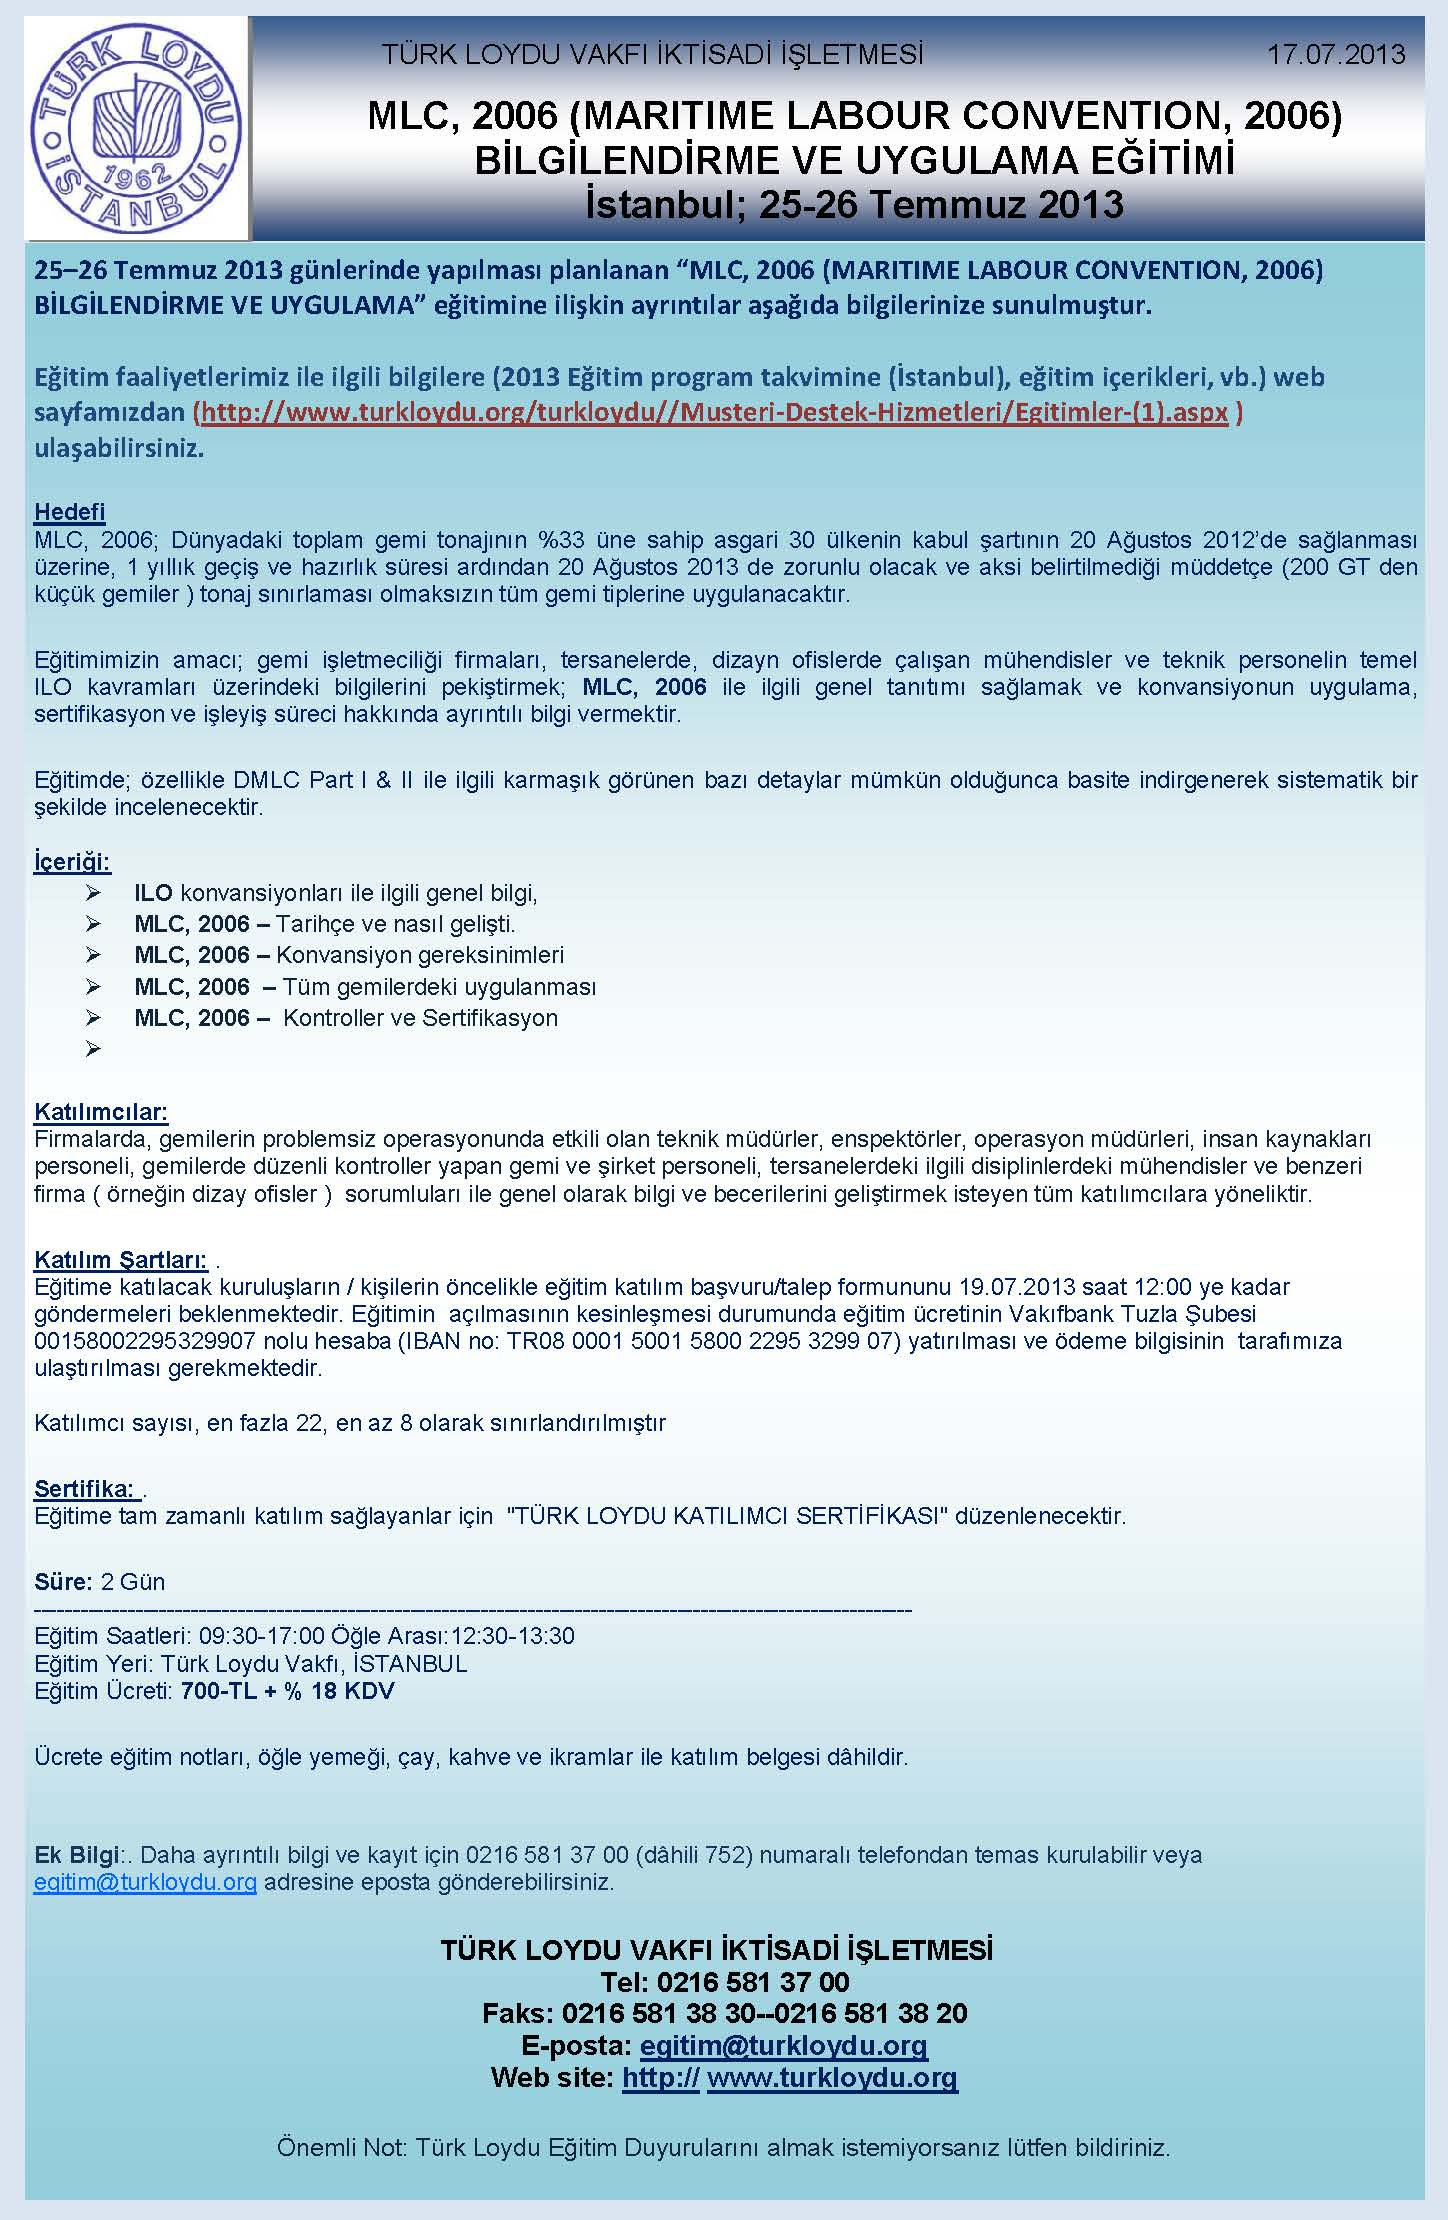 TÜRK LOYDU
1962
İSTANBUL
TÜRK LOYDU VAKFI İKTİSADİ İŞLETMESİ 17.07.2013
MLC, 2006 (MARITIME LABOUR CONVENTION, 2006)
BİLGİLENDİRME VE UYGULAMA EĞİTİMİ
İstanbul; 25-26 Temmuz 2013
25–26 Temmuz 2013 günlerinde yapılması planlanan “MLC, 2006 (MARITIME LABOUR CONVENTION, 2006)
BİLGİLENDİRME VE UYGULAMA” eğitimine ilişkin ayrıntılar aşağıda bilgilerinize sunulmuştur.
Eğitim faaliyetlerimiz ile ilgili bilgilere (2013 Eğitim program takvimine (İstanbul), eğitim içerikleri, vb.) web
sayfamızdan (http://www.turkloydu.org/turkloydu//Musteri-Destek-Hizmetleri/Egitimler-(1).aspx )
ulaşabilirsiniz.
Hedefi
MLC, 2006; Dünyadaki toplam gemi tonajının %33 üne sahip asgari 30 ülkenin kabul şartının 20 Ağustos 2012’de sağlanması
üzerine, 1 yıllık geçiş ve hazırlık süresi ardından 20 Ağustos 2013 de zorunlu olacak ve aksi belirtilmediği müddetçe (200 GT den
küçük gemiler ) tonaj sınırlaması olmaksızın tüm gemi tiplerine uygulanacaktır.
Eğitimimizin amacı; gemi işletmeciliği firmaları, tersanelerde, dizayn ofislerde çalışan mühendisler ve teknik personelin temel
ILO kavramları üzerindeki bilgilerini pekiştirmek; MLC, 2006 ile ilgili genel tanıtımı sağlamak ve konvansiyonun uygulama,
sertifikasyon ve işleyiş süreci hakkında ayrıntılı bilgi vermektir.
Eğitimde; özellikle DMLC Part I & II ile ilgili karmaşık görünen bazı detaylar mümkün olduğunca basite indirgenerek sistematik bir
şekilde incelenecektir.
İçeriği:
➢ ILO konvansiyonları ile ilgili genel bilgi,
➢ MLC, 2006 – Tarihçe ve nasıl gelişti.
➢ MLC, 2006 – Konvansiyon gereksinimleri
➢ MLC, 2006 – Tüm gemilerdeki uygulanması
➢ MLC, 2006 – Kontroller ve Sertifikasyon
➢
Katılımcılar:
Firmalarda, gemilerin problemsiz operasyonunda etkili olan teknik müdürler, enspektörler, operasyon müdürleri, insan kaynakları
personeli, gemilerde düzenli kontroller yapan gemi ve şirket personeli, tersanelerdeki ilgili disiplinlerdeki mühendisler ve benzeri
firma ( örneğin dizay ofisler ) sorumluları ile genel olarak bilgi ve becerilerini geliştirmek isteyen tüm katılımcılara yöneliktir.
Katılım Şartları: .
Eğitime katılacak kuruluşların / kişilerin öncelikle eğitim katılım başvuru/talep formununu 19.07.2013 saat 12:00 ye kadar
göndermeleri beklenmektedir. Eğitimin açılmasının kesinleşmesi durumunda eğitim ücretinin Vakıfbank Tuzla Şubesi
00158002295329907 nolu hesaba (IBAN no: TR08 0001 5001 5800 2295 3299 07) yatırılması ve ödeme bilgisinin tarafımıza
ulaştırılması gerekmektedir.
Katılımcı sayısı, en fazla 22, en az 8 olarak sınırlandırılmıştır
Sertifika: .
Eğitime tam zamanlı katılım sağlayanlar için "TÜRK LOYDU KATILIMCI SERTİFİKASI" düzenlenecektir.
Süre: 2 Gün
----------------------------------------------------------------------------------------------------------------
Eğitim Saatleri: 09:30-17:00 Öğle Arası:12:30-13:30
Eğitim Yeri: Türk Loydu Vakfı, İSTANBUL
Eğitim Ücreti: 700-TL + % 18 KDV
Ücrete eğitim notları, öğle yemeği, çay, kahve ve ikramlar ile katılım belgesi dâhildir.
Ek Bilgi:. Daha ayrıntılı bilgi ve kayıt için 0216 581 37 00 (dâhili 752) numaralı telefondan temas kurulabilir veya
egitim@turkloydu.org adresine eposta gönderebilirsiniz.
TÜRK LOYDU VAKFI İKTİSADİ İŞLETMESİ
Tel: 0216 581 37 00
Faks: 0216 581 38 30--0216 581 38 20
E-posta: egitim@turkloydu.org
Web site: http:// www.turkloydu.org
Önemli Not: Türk Loydu Eğitim Duyurularını almak istemiyorsanız lütfen bildiriniz.